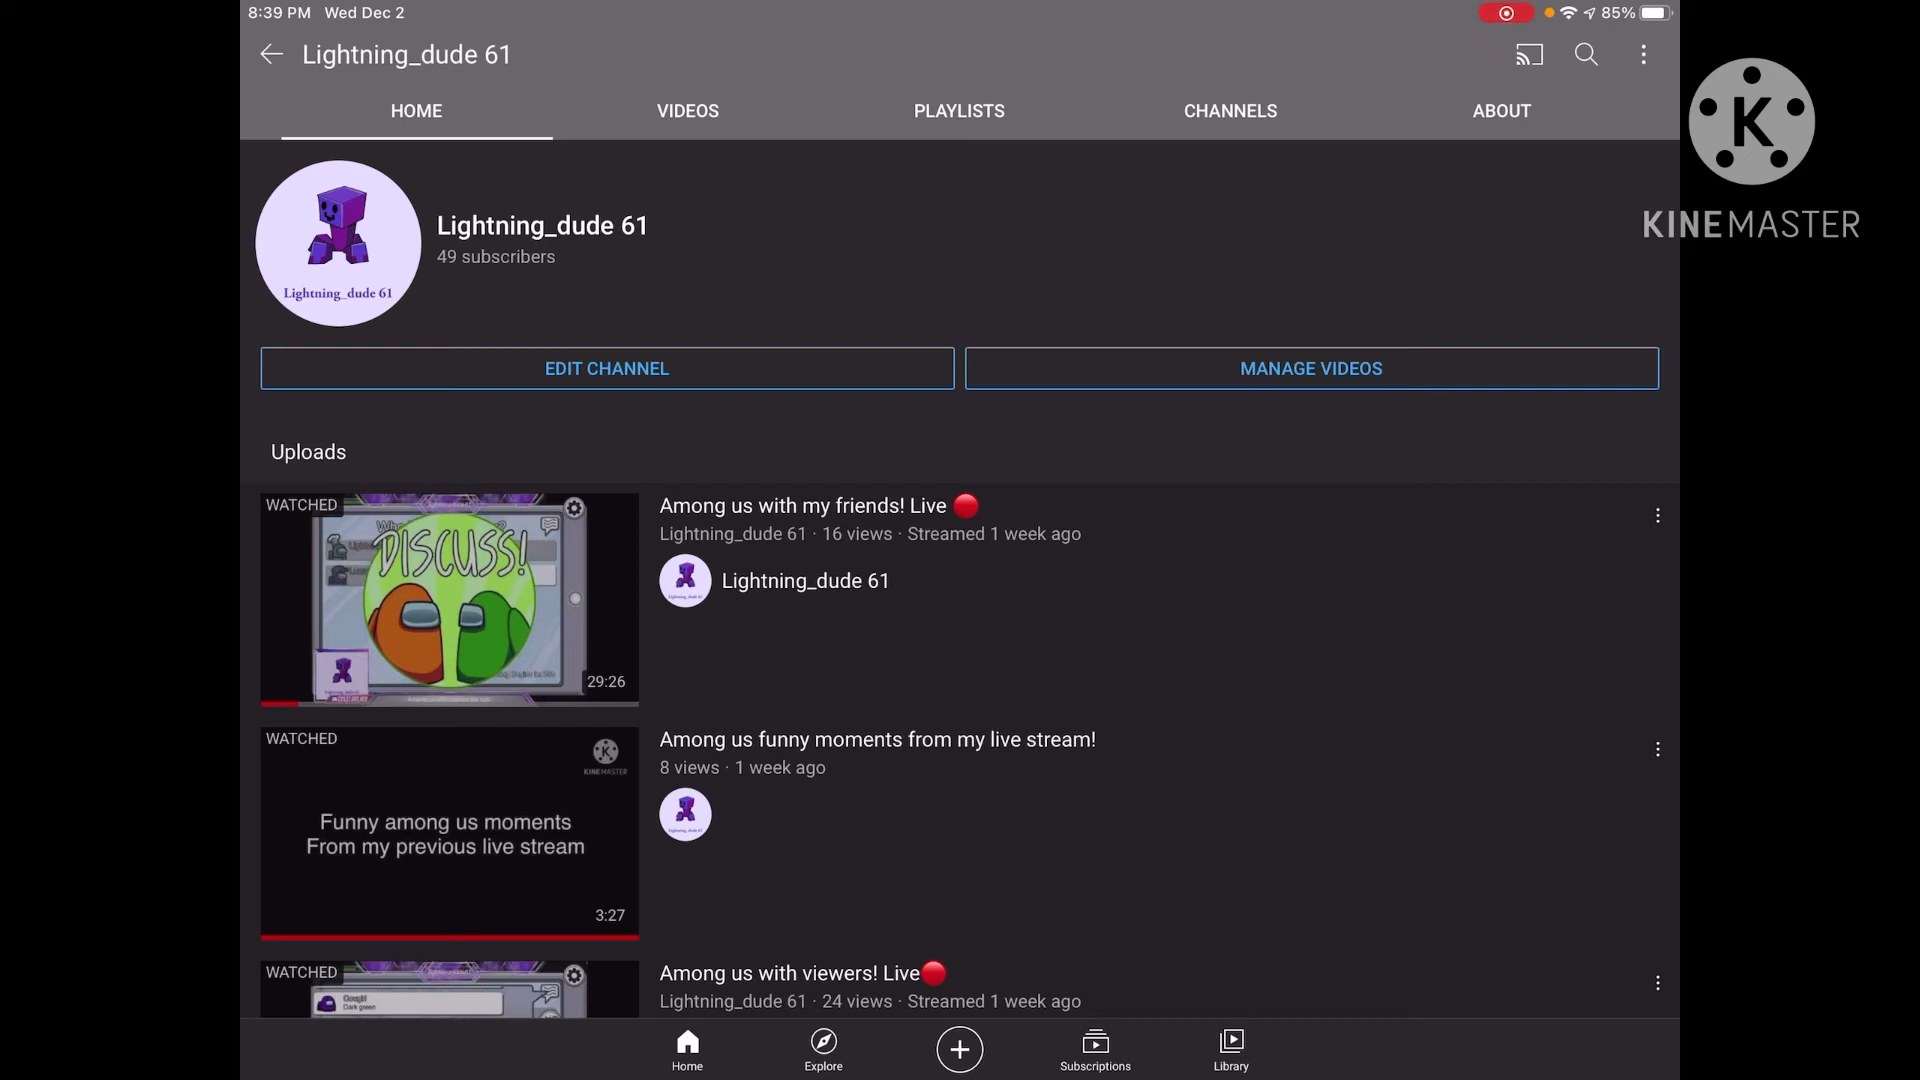 8:39 PM Wed Dec 2
85%
Lightning_dude 61
HOME VIDEOS PLAYLISTS CHANNELS ABOUT
K
KINEMASTER
Lightning_dude 61
Lightning_dude 61
49 subscribers
EDIT CHANNEL MANAGE VIDEOS
Uploads
WATCHED
DISCUSS!
29:26
Among us with my friends! Live
Lightning_dude 61 · 16 views · Streamed 1 week ago
Lightning_dude 61
WATCHED
K
KINEMASTER
Funny among us moments
From my previous live stream
3:27
Among us funny moments from my live stream!
8 views · 1 week ago
WATCHED
Dark green
Among us with viewers! Live
Lightning_dude 61 · 24 views · Streamed 1 week ago
Home Explore Subscriptions Library